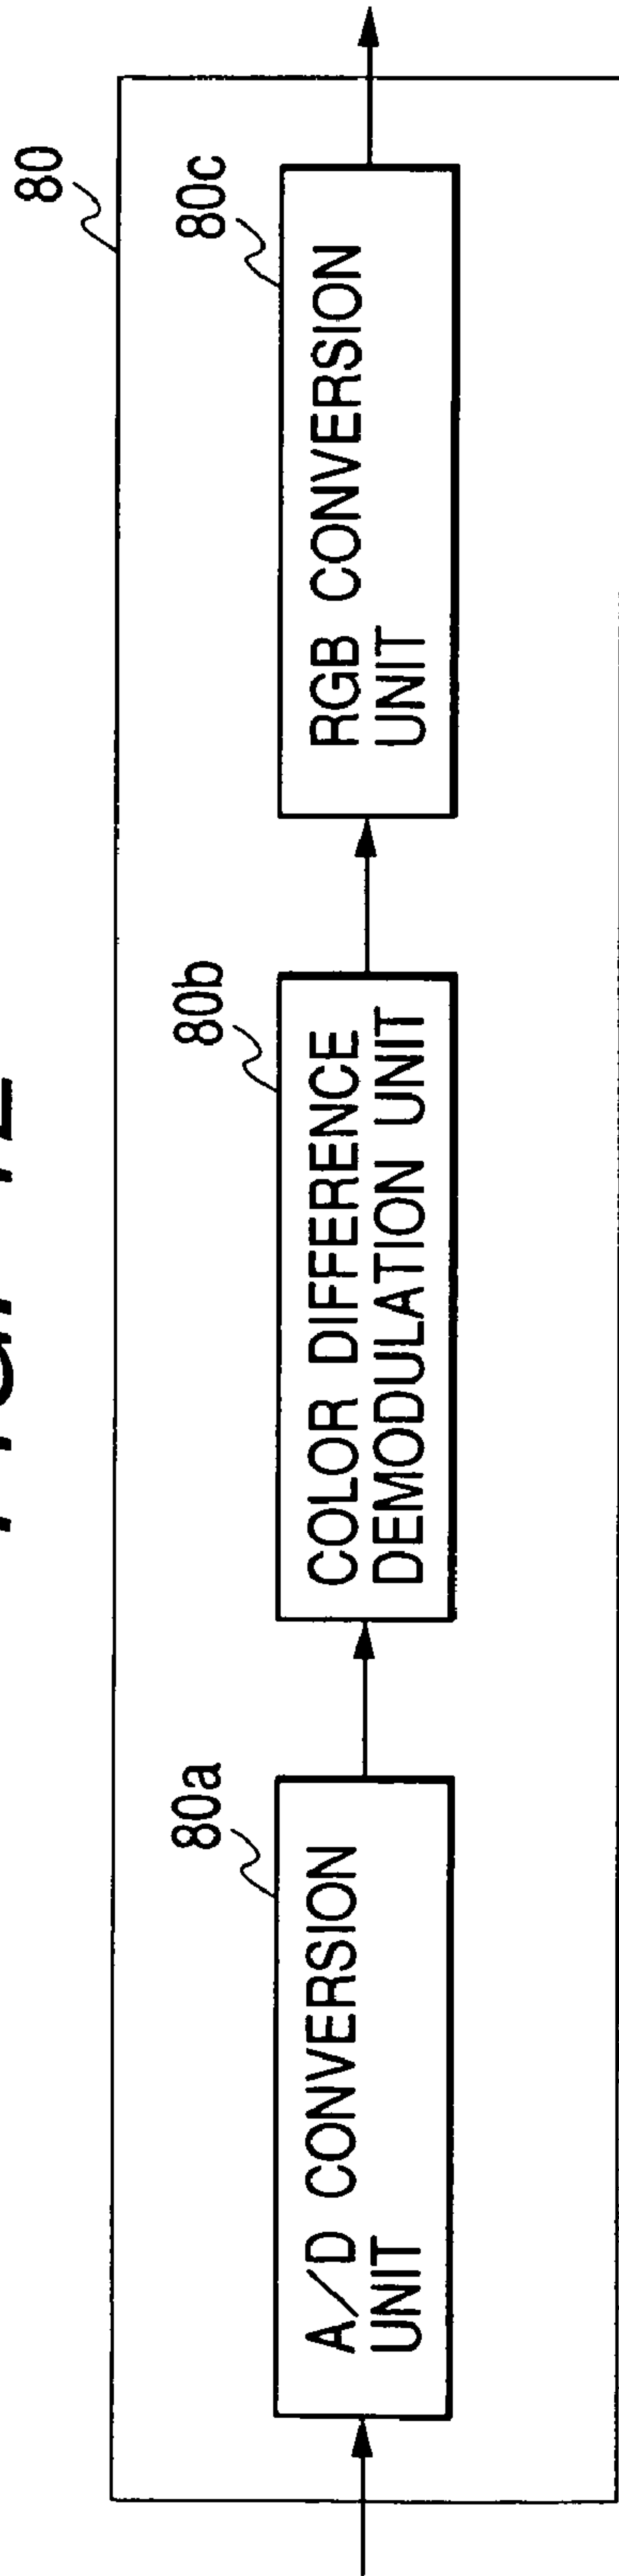 80
80a
A/D CONVERSION
UNIT
80b
COLOR DIFFERENCE
DEMODULATION UNIT
80c
RGB CONVERSION
UNIT